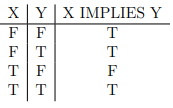 X Y X IMPLIES Y
F F T
F T T
T F F
T T T